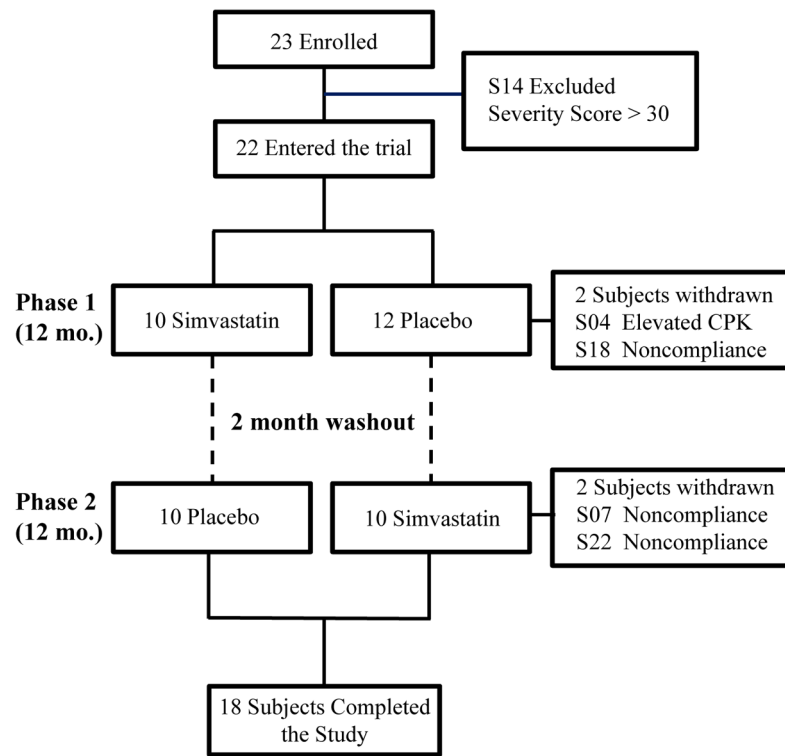 23 Enrolled
S14 Excluded
Severity Score > 30
22 Entered the trial
Phase 1
(12 mo.)
10 Simvastatin
12 Placebo
2 Subjects withdrawn
S04 Elevated CPK
S18 Noncompliance
2 month washout
Phase 2
(12 mo.)
10 Placebo
10 Simvastatin
2 Subjects withdrawn
S07 Noncompliance
S22 Noncompliance
18 Subjects Completed
the Study